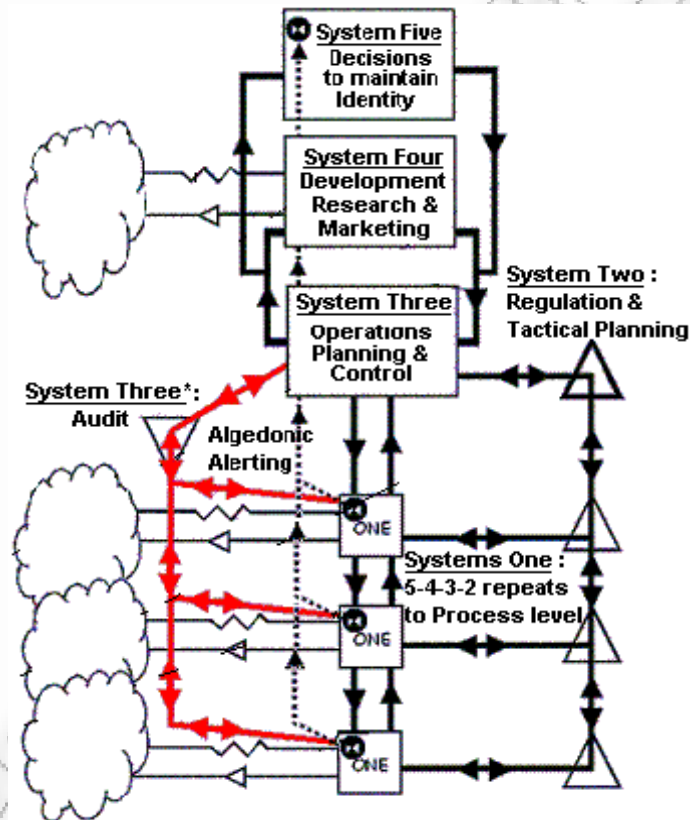 System Five
Decisions
to maintain
Identity
System Four
Development
Research &
Marketing
System Two :
Regulation &
Tactical Planning
System Three
Operations
Planning &
Control
System Three*:
Audit
Algedonic
Alerting
ONE
Systems One :
5-4-3-2 repeats
to Process level
ONE
ONE